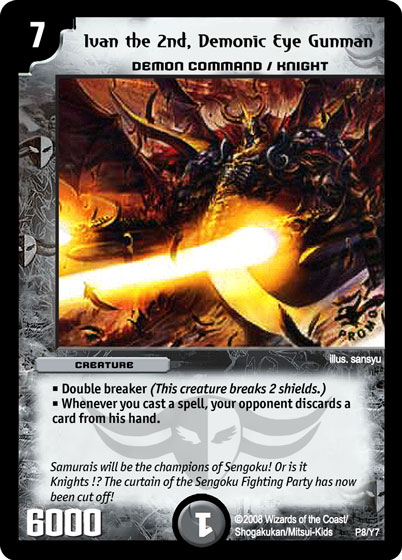 7
Ivan the 2nd, Demonic Eye Gunman
DEMON COMMAND / KNIGHT
PROMO
illus. sansyu
CREATURE
▪ Double breaker (This creature breaks 2 shields.)
▪ Whenever you cast a spell, your opponent discards a
card from his hand.
Samurais will be the champions of Sengoku! Or is it
Knights !? The curtain of the Sengoku Fighting Party has now
been cut off!
6000
1
©2008 Wizards of the Coast/
Shogakukan/Mitsui-Kids
P8/Y7